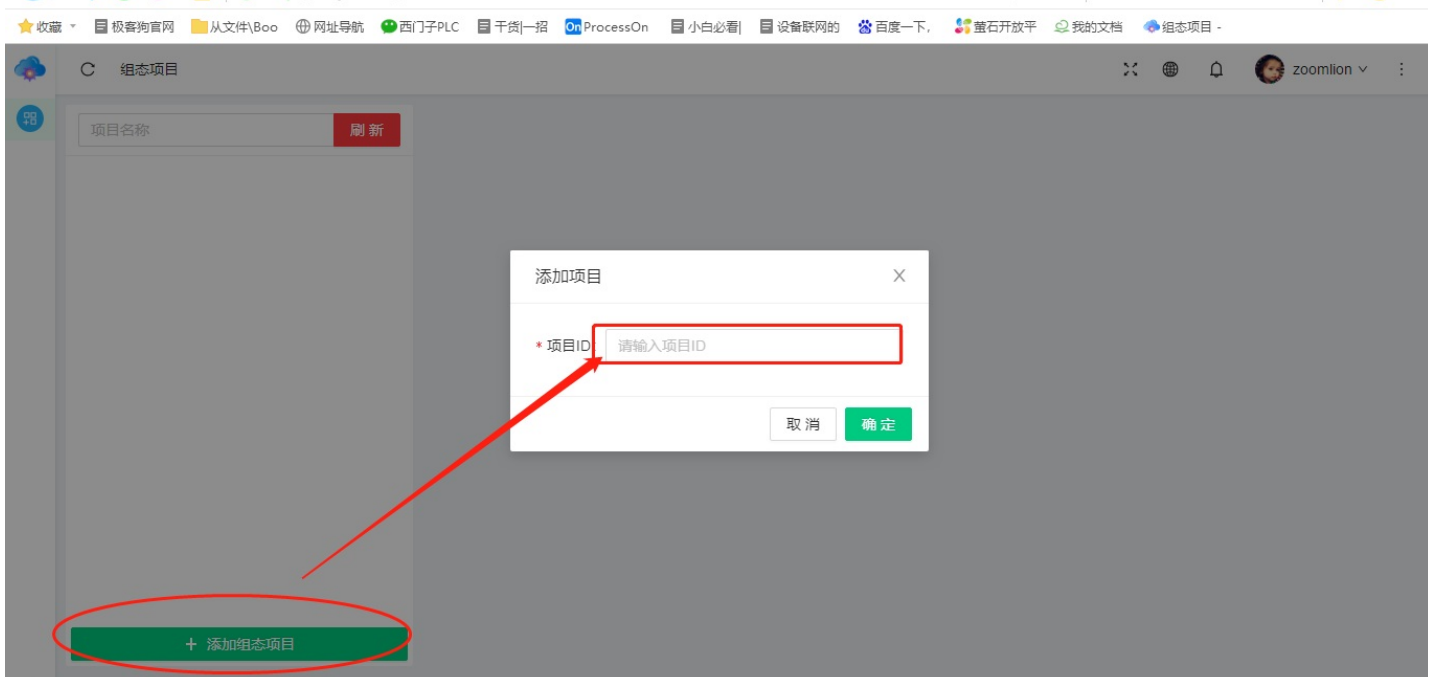 收藏 极客狗官网 从文件\Boo 网址导航 西门子PLC 干货|一招 On ProcessOn 小白必看| 设备联网的 百度一下, 萤石开放平 我的文档 组态项目 -
C 组态项目 zoomlion
项目名称 刷 新
添加项目 X
* 项目ID: 请输入项目ID
取 消 确 定
+ 添加组态项目